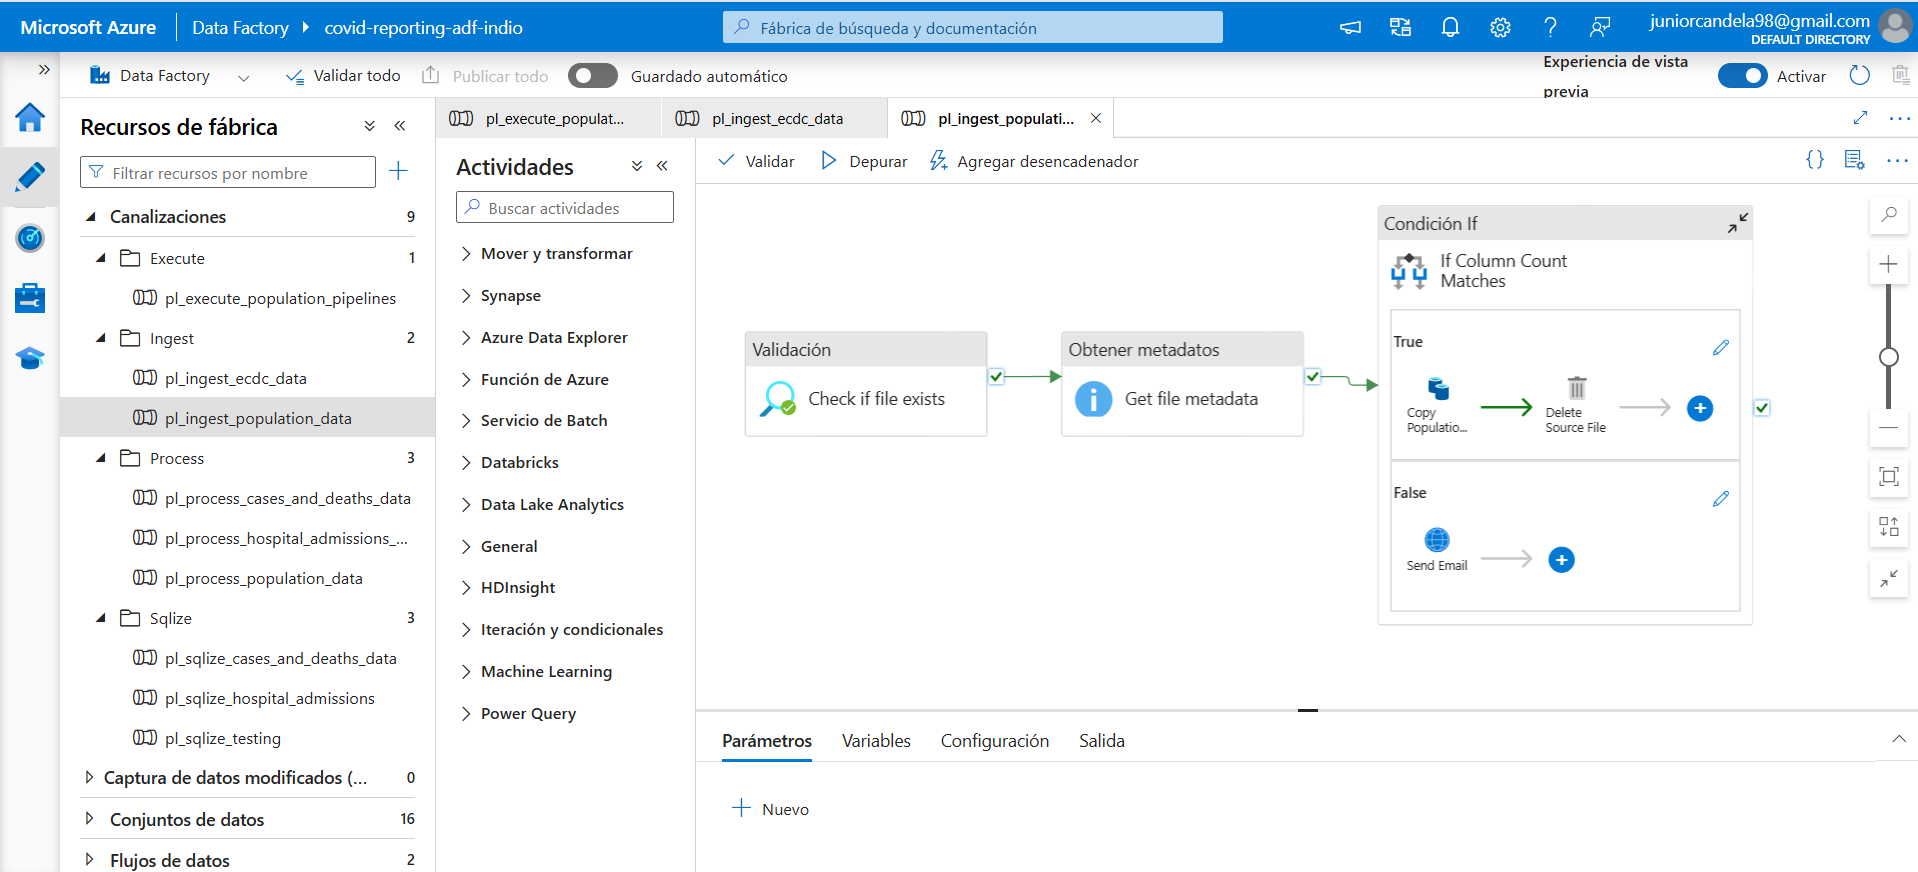 Microsoft Azure
Data Factory
covid-reporting-adf-indio
Fábrica de búsqueda y documentación
juniorcandela98@gmail.com
DEFAULT DIRECTORY
Data Factory
Validar todo
Publicar todo
Guardado automático
Experiencia de vista
previa
Activar
Recursos de fábrica
Filtrar recursos por nombre
Canalizaciones 9
Execute 1
pl_execute_population_pipelines
Ingest 2
pl_ingest_ecdc_data
pl_ingest_population_data
Process 3
pl_process_cases_and_deaths_data
pl_process_hospital_admissions_...
pl_process_population_data
Sqlize 3
pl_sqlize_cases_and_deaths_data
pl_sqlize_hospital_admissions
pl_sqlize_testing
Captura de datos modificados (... 0
Conjuntos de datos 16
Flujos de datos 2
pl_execute_populat...
pl_ingest_ecdc_data
pl_ingest_populati...
Actividades
Buscar actividades
Mover y transformar
Synapse
Azure Data Explorer
Función de Azure
Servicio de Batch
Databricks
Data Lake Analytics
General
HDInsight
Iteración y condicionales
Machine Learning
Power Query
Validar
Depurar
Agregar desencadenador
Validación
Check if file exists
Obtener metadatos
Get file metadata
Condición If
If Column Count
Matches
True
Copy
Populatio...
Delete
Source File
False
Send Email
Parámetros
Variables
Configuración
Salida
Nuevo